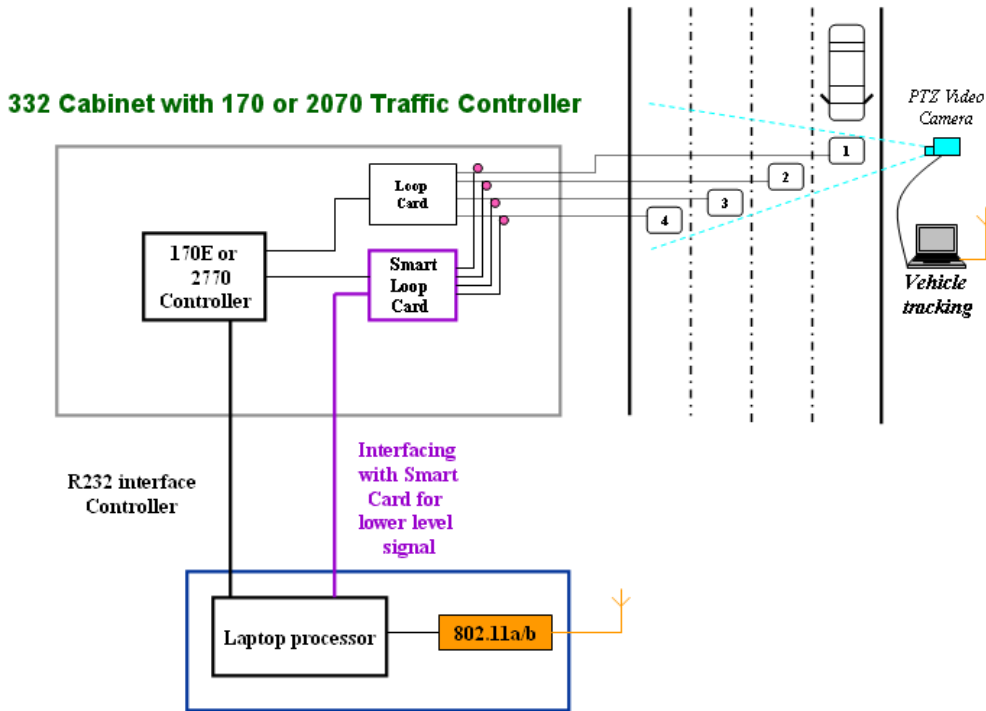 332 Cabinet with 170 or 2070 Traffic Controller
PTZ Video
Camera
1
2
3
4
Loop
Card
170E or
2770
Controller
Smart
Loop
Card
Vehicle
tracking
R232 interface
Controller
Interfacing
with Smart
Card for
lower level
signal
Laptop processor
802.11a/b